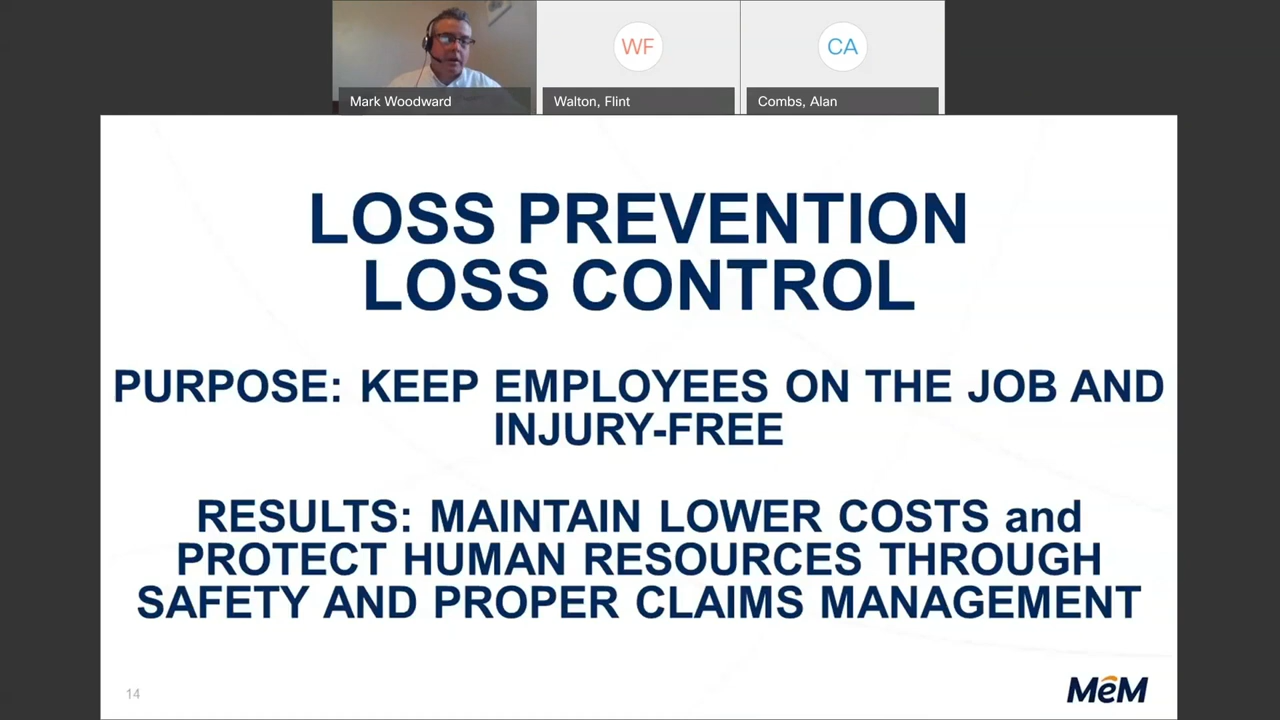 WF
CA
Mark Woodward
Walton, Flint
Combs, Alan
LOSS PREVENTION
LOSS CONTROL
PURPOSE: KEEP EMPLOYEES ON THE JOB AND
INJURY-FREE
RESULTS: MAINTAIN LOWER COSTS and
PROTECT HUMAN RESOURCES THROUGH
SAFETY AND PROPER CLAIMS MANAGEMENT
14
MEM